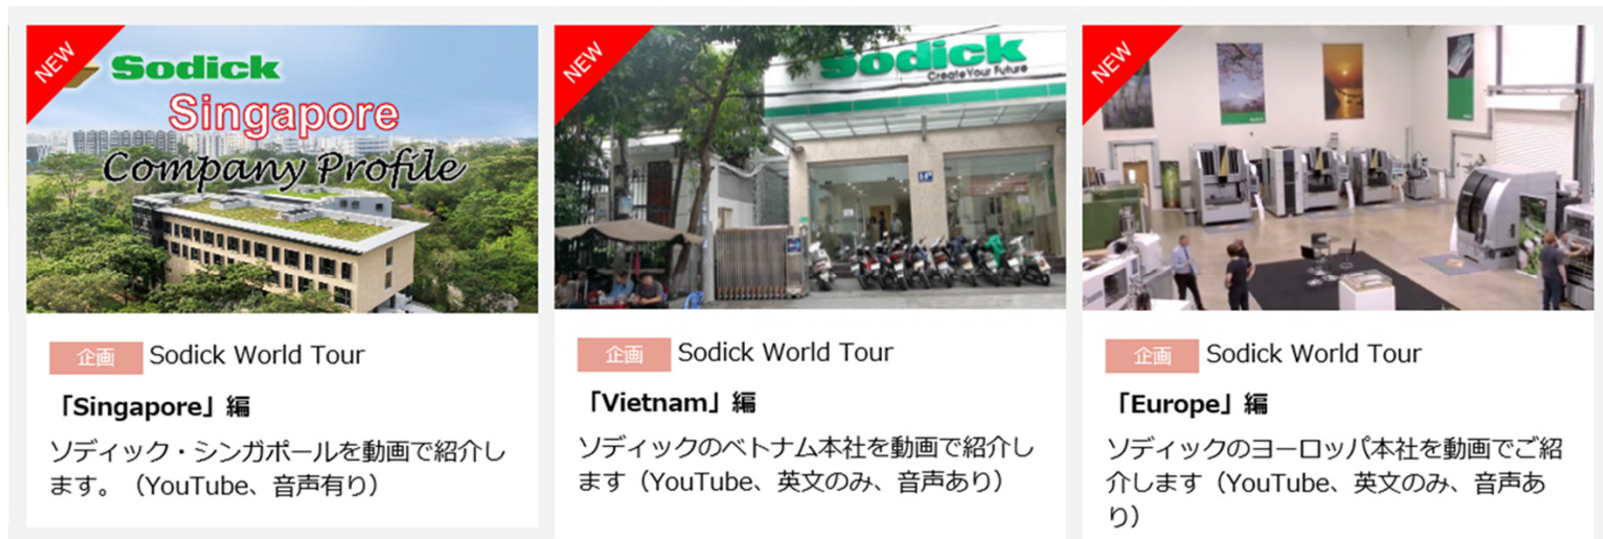 NEW
Sodick
Singapore
Company Profile
企画 Sodick World Tour
「Singapore」編
ソディック・シンガポールを動画で紹介し
ます。（YouTube、音声有り）
NEW
Sodick
Create Your Future
企画 Sodick World Tour
「Vietnam」編
ソディックのベトナム本社を動画で紹介し
ます（YouTube、英文のみ、音声あり）
NEW
企画 Sodick World Tour
「Europe」編
ソディックのヨーロッパ本社を動画でご紹
介します（YouTube、英文のみ、音声あ
り）